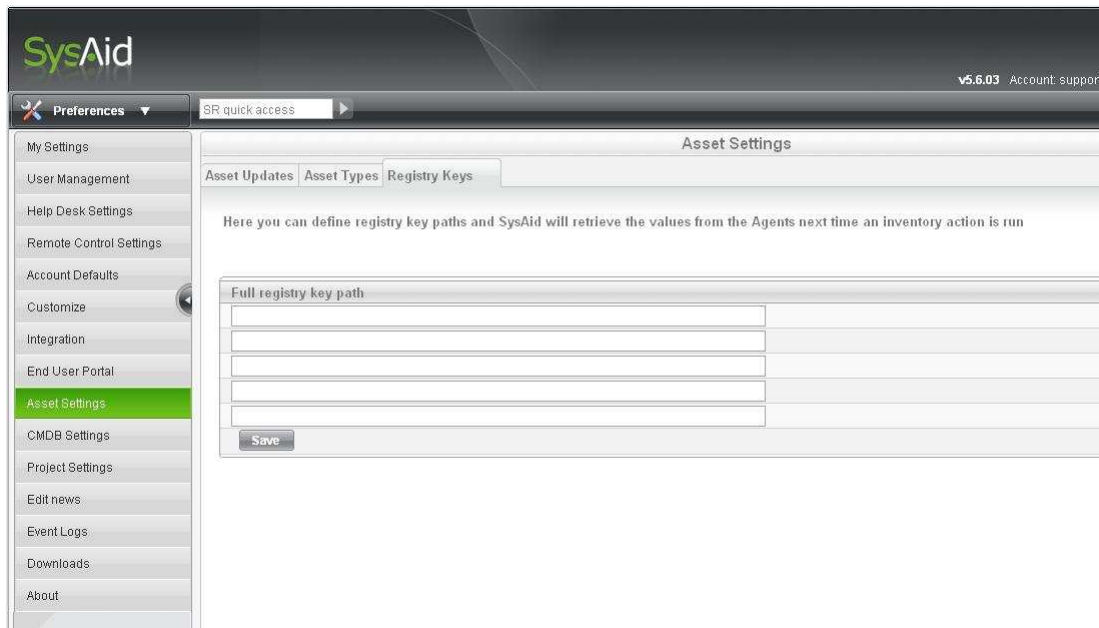 SysAid
v5.6.03 Account: suppor
Preferences
SR quick access
My Settings
User Management
Help Desk Settings
Remote Control Settings
Account Defaults
Customize
Integration
End User Portal
Asset Settings
CMDB Settings
Project Settings
Edit news
Event Logs
Downloads
About
Asset Settings
Asset Updates Asset Types Registry Keys
Here you can define registry key paths and SysAid will retrieve the values from the Agents next time an inventory action is run
Full registry key path
Save